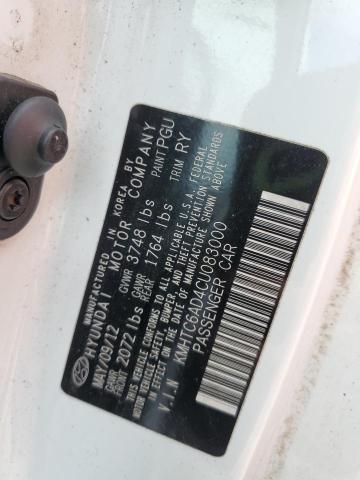 MANUFACTURED IN KOREA BY
HYUNDAI MOTOR COMPANY
MAY/09/12 GVWR 3748 lbs PAINT PGU
GAWR FRONT 2072 lbs GAWR REAR 1764 lbs TRIM RY
THIS VEHICLE CONFORMS TO ALL APPLICABLE U.S.A. FEDERAL
MOTOR VEHICLE SAFETY, BUMPER, AND THEFT PREVENTION STANDARDS
IN EFFECT ON THE DATE OF MANUFACTURE SHOWN ABOVE.
V.I.N KMHTC6AD4CU083000
PASSENGER CAR